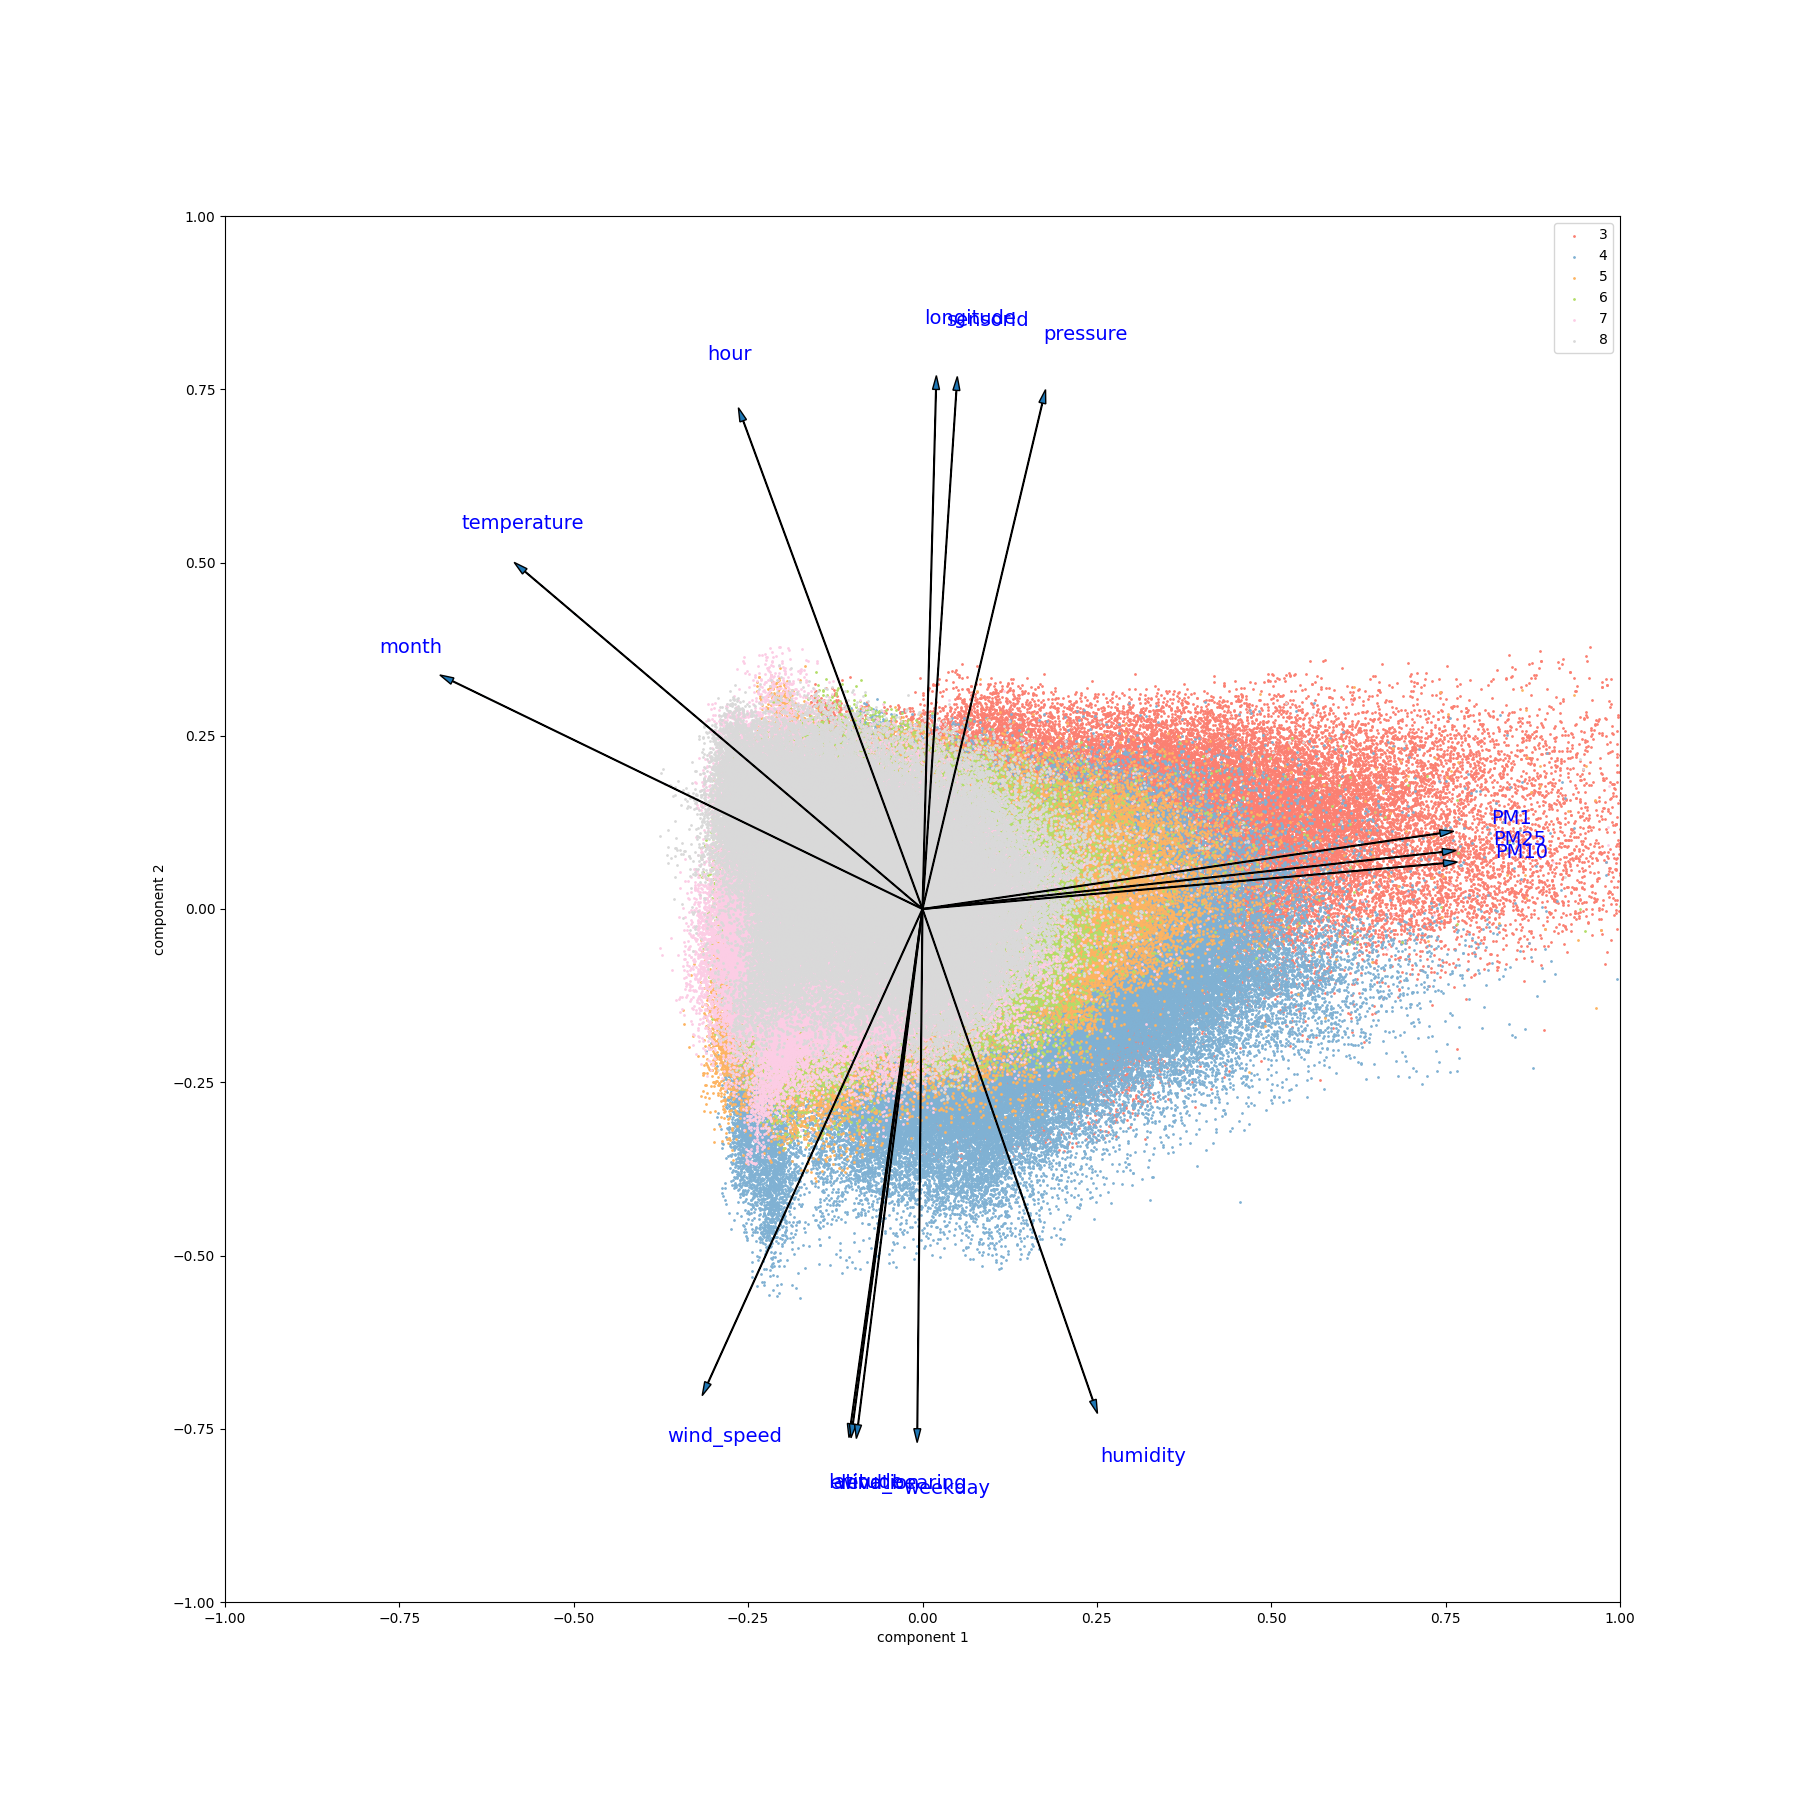 1.00
3
4
5
6
7
8
longitude
sensorid
pressure
hour
0.75
temperature
0.50
month
0.25
PM1
PM25
PM10
0.00
component 2
−0.25
−0.50
−0.75
wind_speed
humidity
weekday
−1.00
−1.00
−0.75
−0.50
−0.25
0.00
0.25
0.50
0.75
1.00
component 1